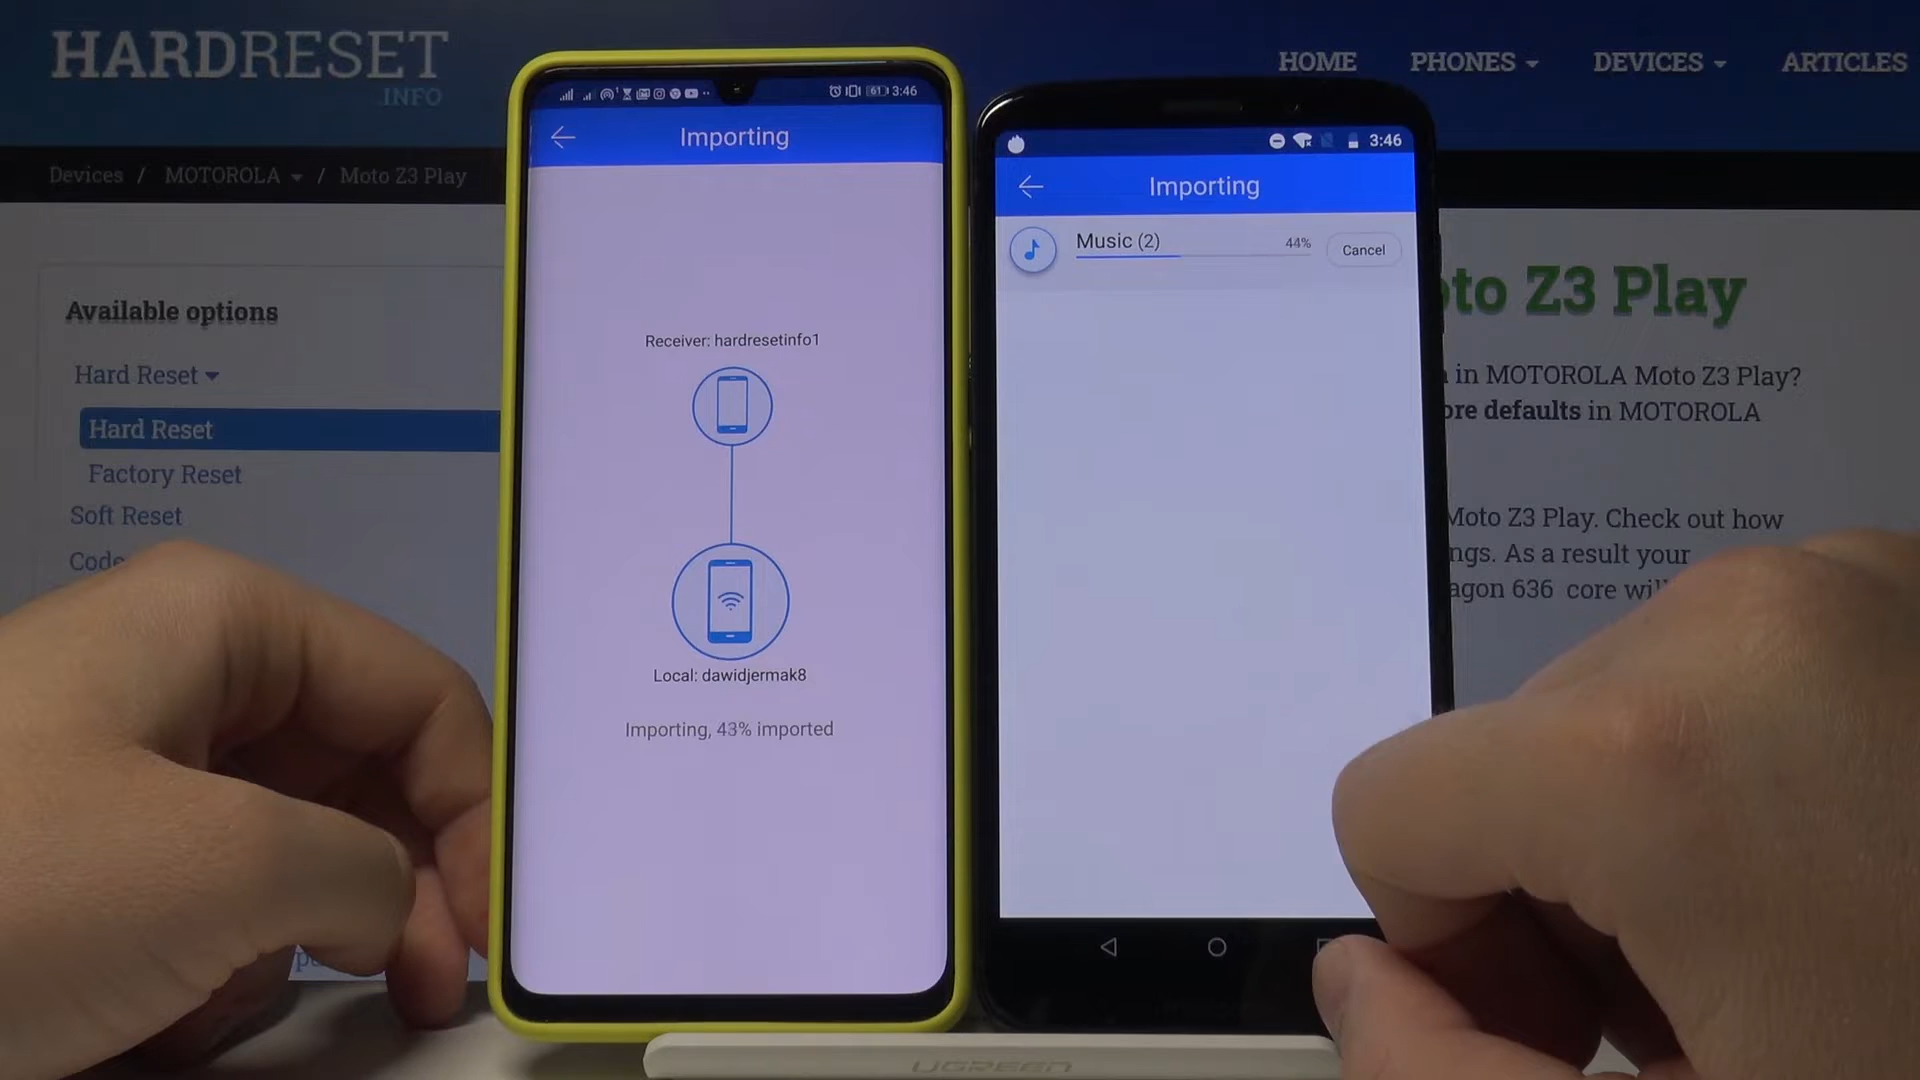 HARDRESET
.INFO
HOME PHONES DEVICES ARTICLES
Devices / MOTOROLA / Moto Z3 Play
Available options
Hard Reset
Hard Reset
Factory Reset
Soft Reset
Code
61 3:46
Importing
Receiver: hardresetinfo1
Local: dawidjermak8
Importing, 43% imported
3:46
Importing
Music (2) 44% Cancel
oto Z3 Play
in MOTOROLA Moto Z3 Play?
ore defaults in MOTOROLA
Moto Z3 Play. Check out how
ngs. As a result your
agon 636 core wil
UGREEN